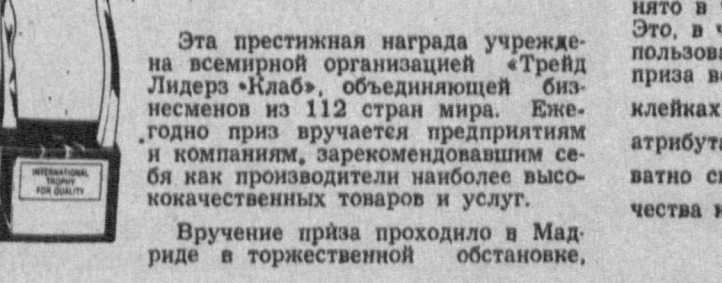 INTERNATIONAL
TROPHY
FOR QUALITY
Эта престижная награда учрежде-
на всемирной организацией «Трейд
Лидерз Клаб», объединяющей биз-
несменов из 112 стран мира. Еже-
годно приз вручается предприятиям
и компаниям, зарекомендовавшим се-
бя как производители наиболее высо-
кокачественных товаров и услуг.
Вручение приза проходило в Мад-
риде в торжественной обстановке,
нято в
Это, в
приза
клейках
ватно
чества